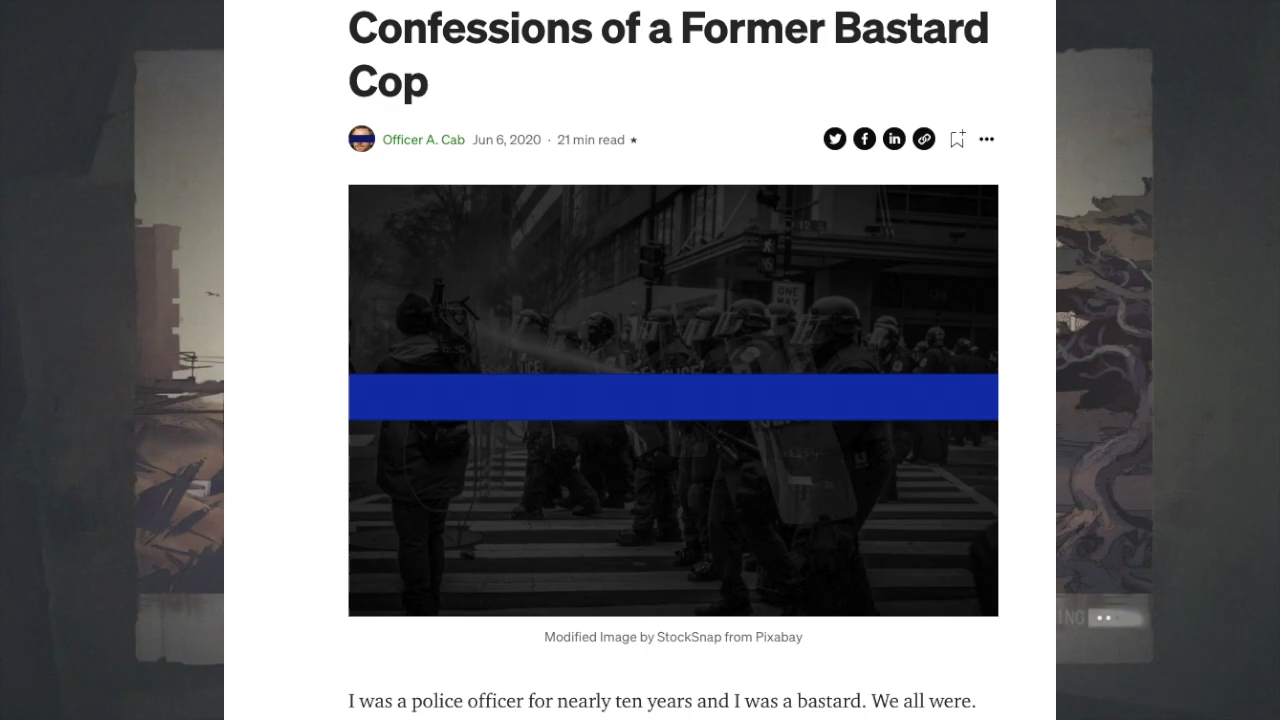 Confessions of a Former Bastard
Cop
Officer A. Cab Jun 6, 2020 · 21 min read ★
ONE
WAY
POLICE
Modified Image by StockSnap from Pixabay
I was a police officer for nearly ten years and I was a bastard. We all were.